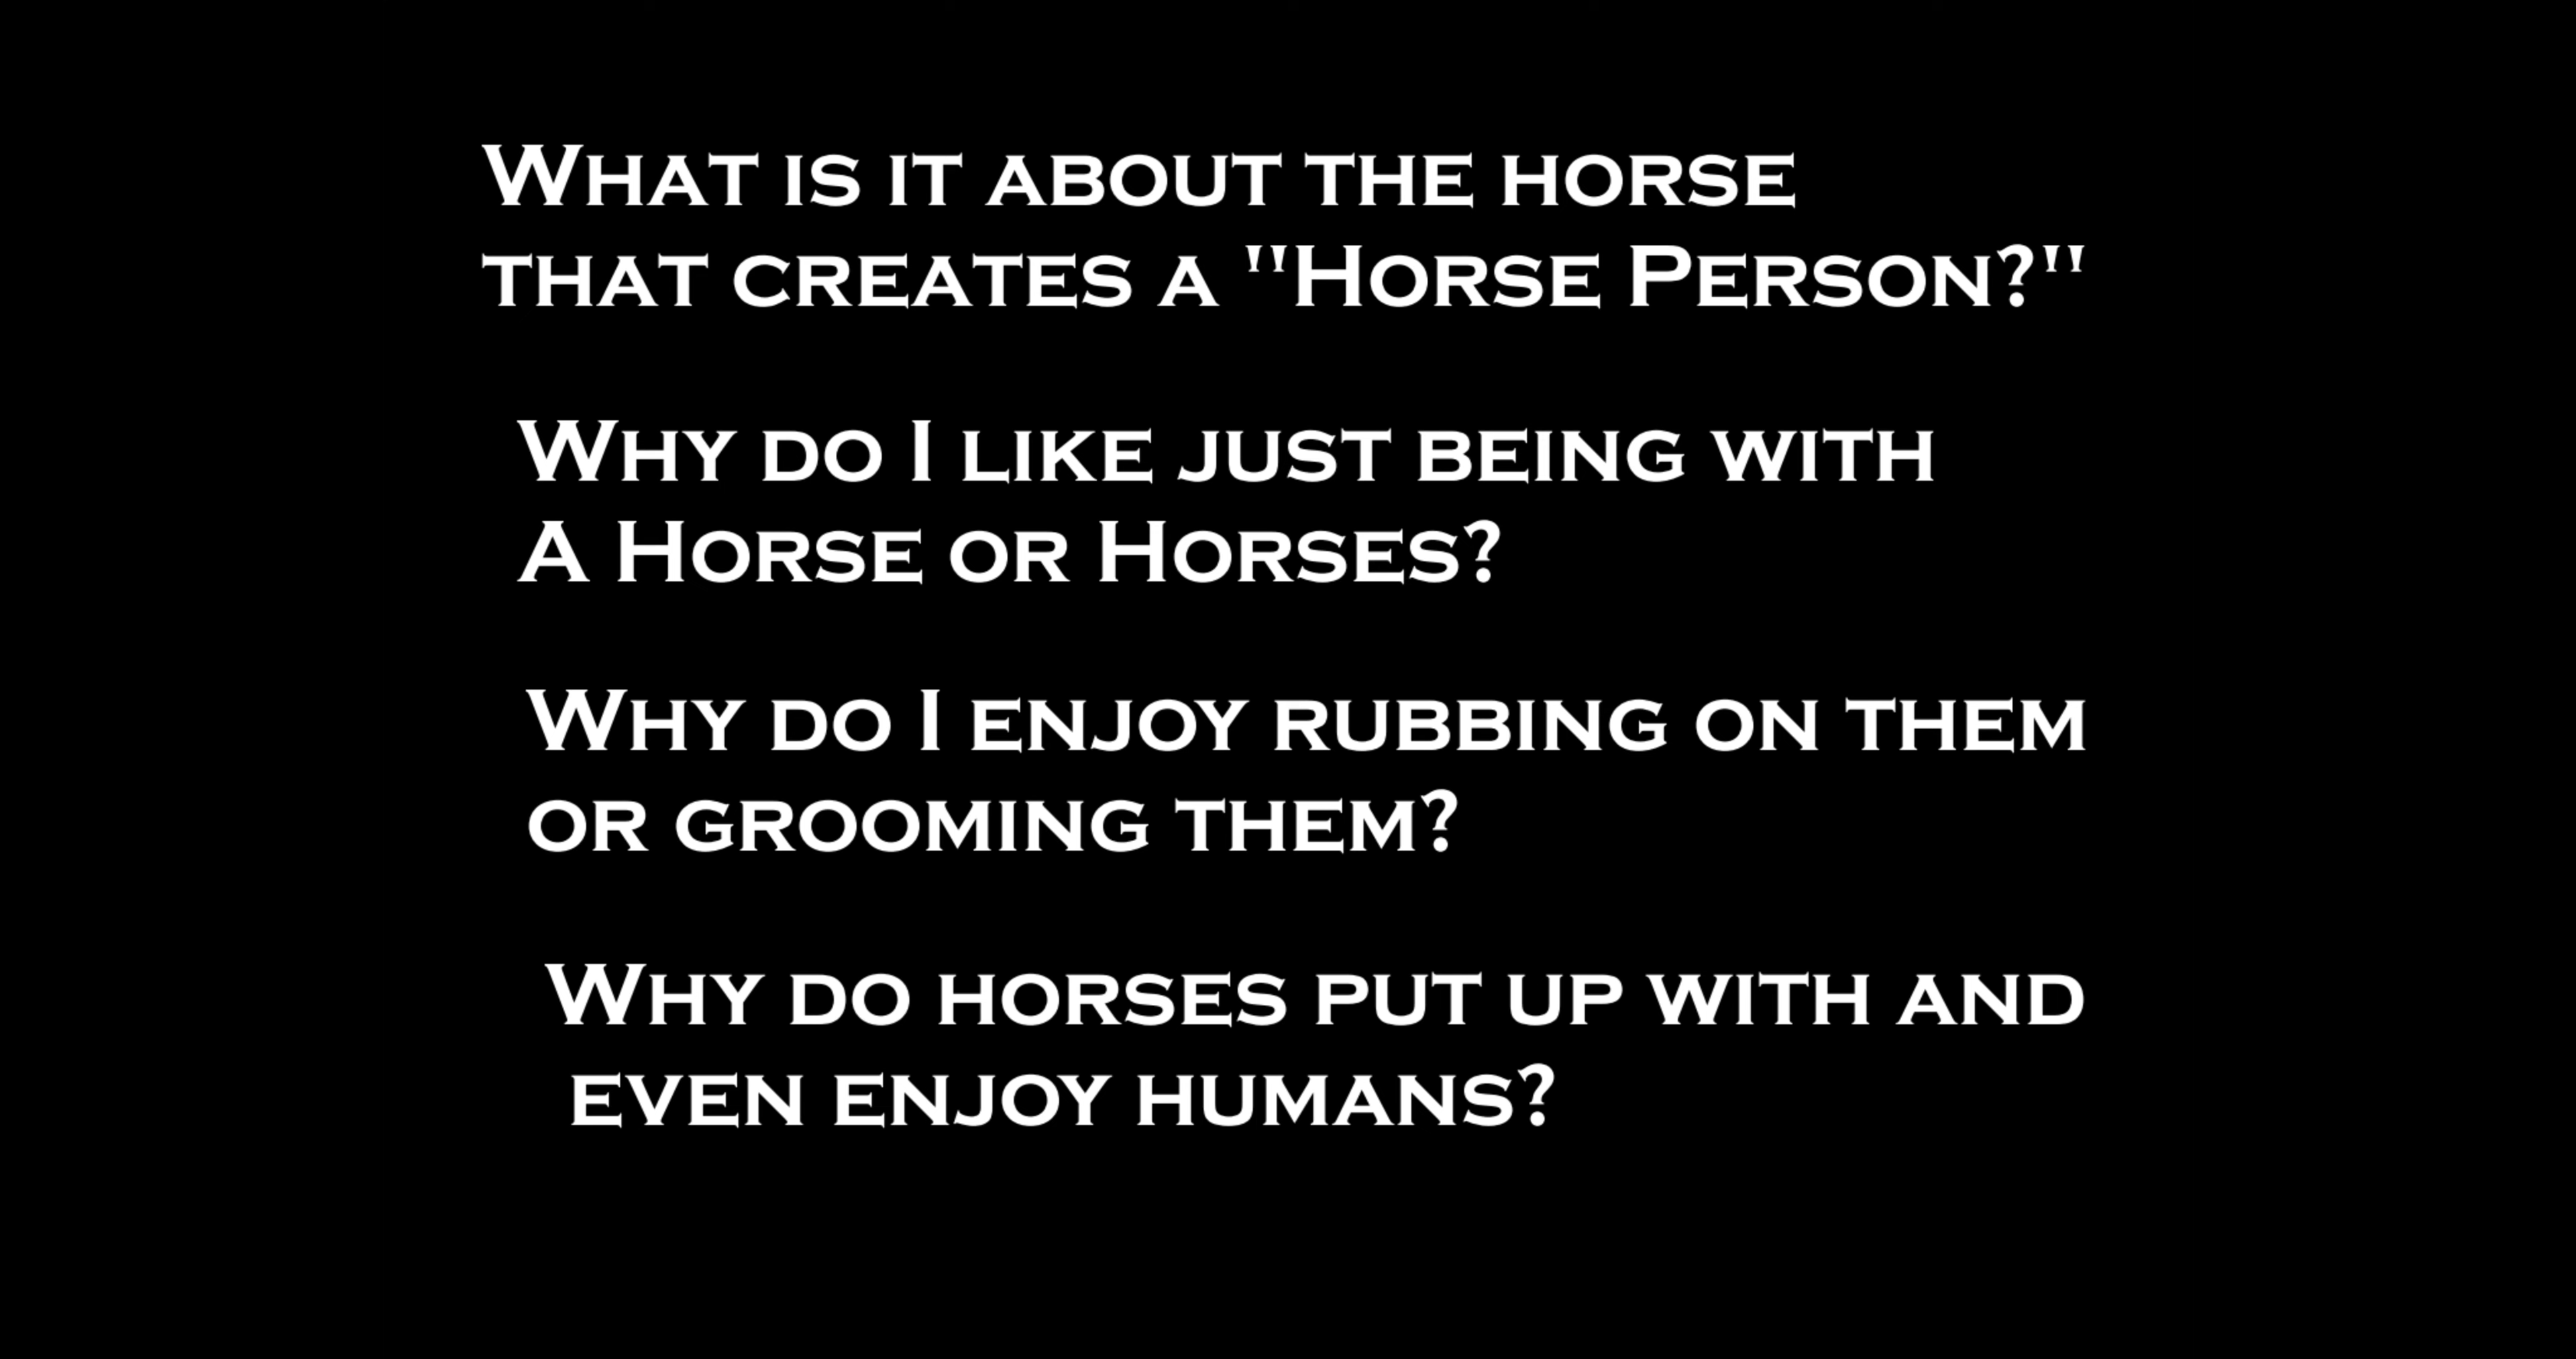 What is it about the horse
that creates a "Horse Person?"
Why do I like just being with
A Horse or Horses?
Why do I enjoy rubbing on them
or grooming them?
Why do horses put up with and
even enjoy humans?